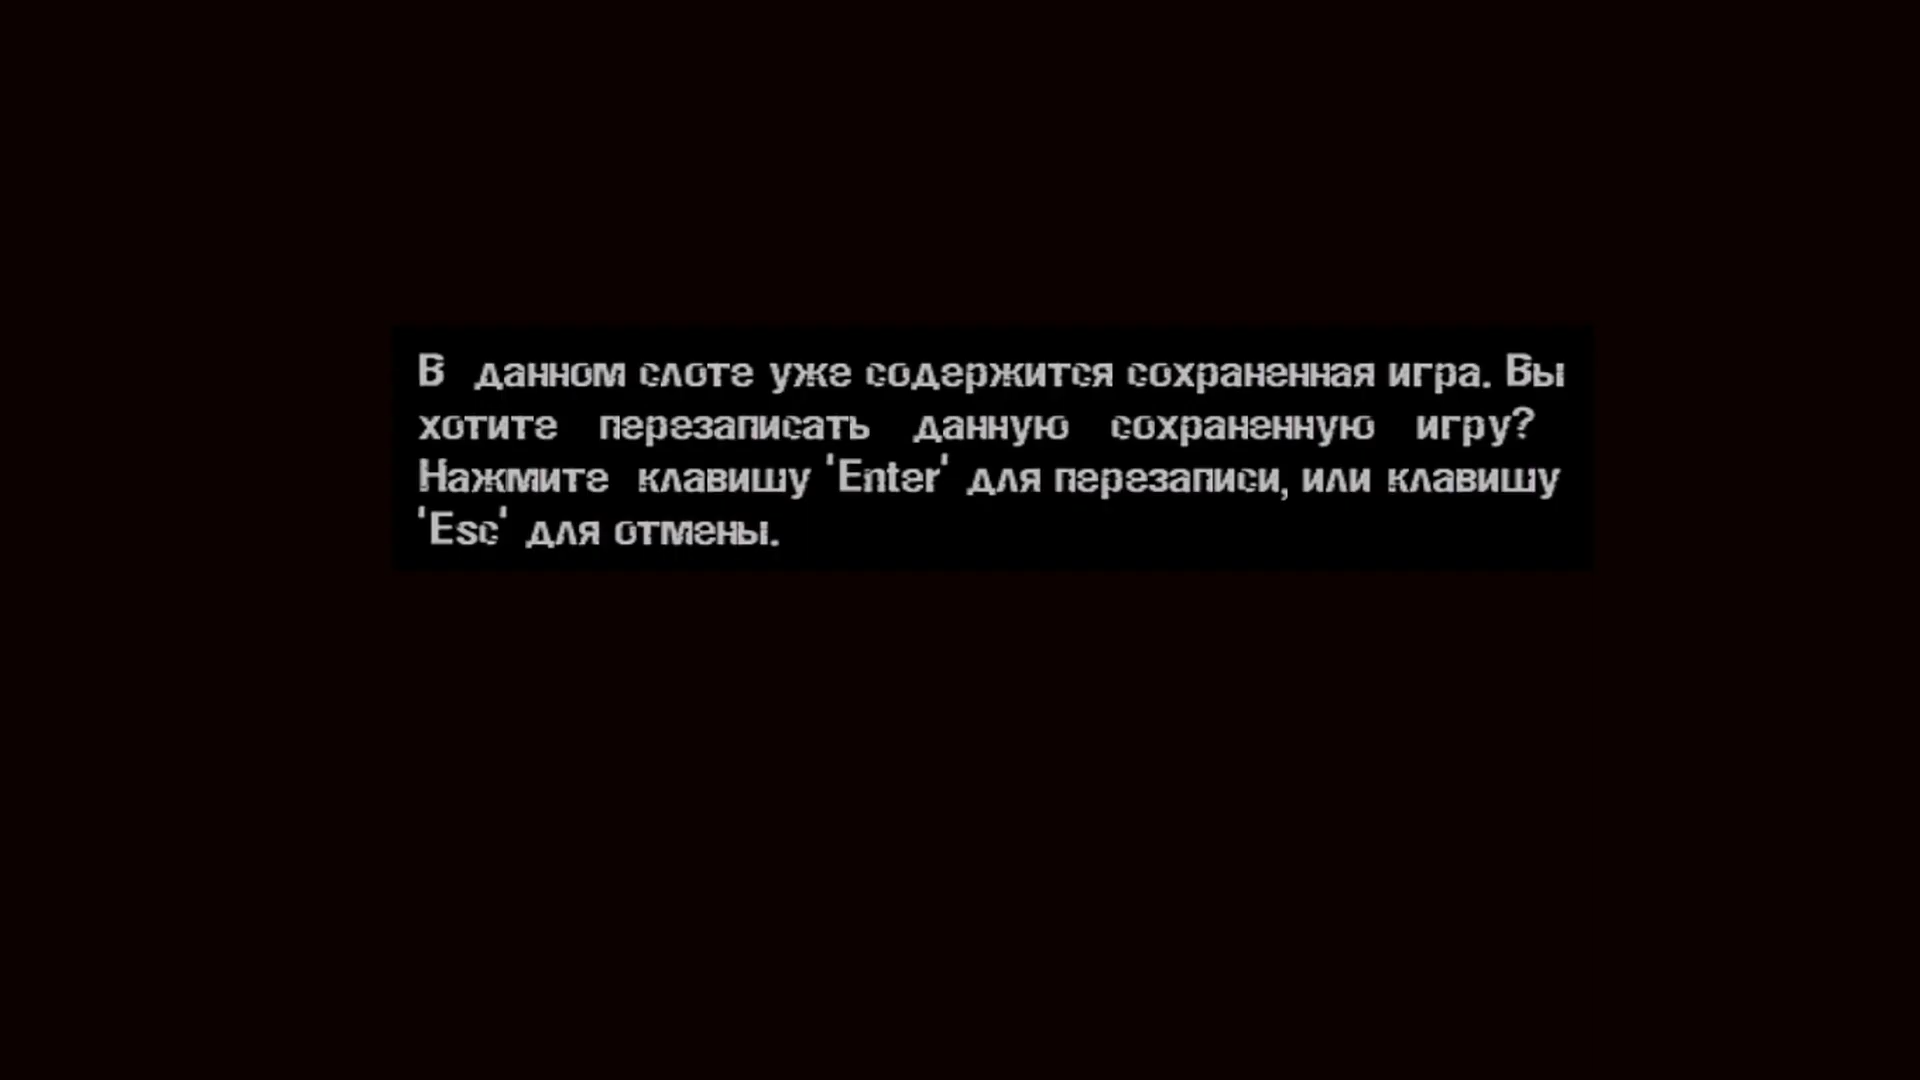 В данном слоте уже содержится сохраненная игра. Вы
хотите перезаписать данную сохраненную игру?
Нажмите клавишу 'Enter' для перезаписи, или клавишу
'Esc' для отмены.